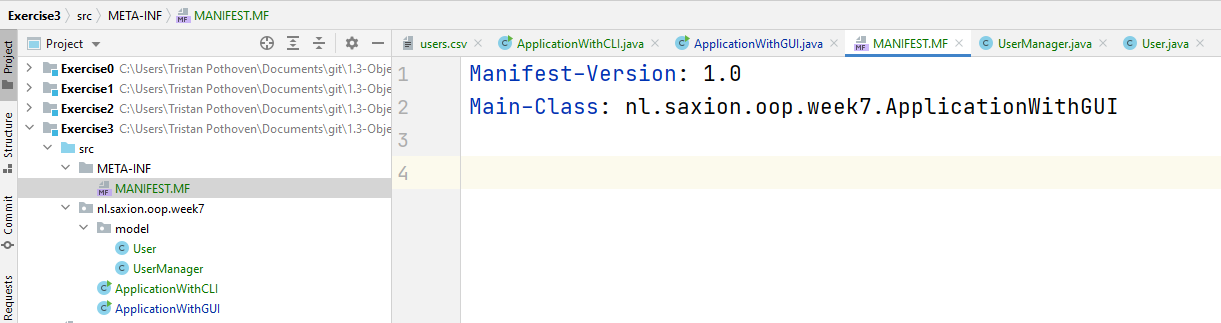 Exercise3 src META-INF MANIFEST.MF
Project
users.csv ApplicationWithCLI.java ApplicationWithGUI.java MANIFEST.MF UserManager.java User.java
Project
Structure
Commit
Requests
Exercise0 C:\Users\Tristan Pothoven\Documents\git\1.3-Obje
Exercise1 C:\Users\Tristan Pothoven\Documents\git\1.3-Obje
Exercise2 C:\Users\Tristan Pothoven\Documents\git\1.3-Obje
Exercise3 C:\Users\Tristan Pothoven\Documents\git\1.3-Obje
src
META-INF
MANIFEST.MF
nl.saxion.oop.week7
model
User
UserManager
ApplicationWithCLI
ApplicationWithGUI
1 Manifest-Version: 1.0
2 Main-Class: nl.saxion.oop.week7.ApplicationWithGUI
3
4